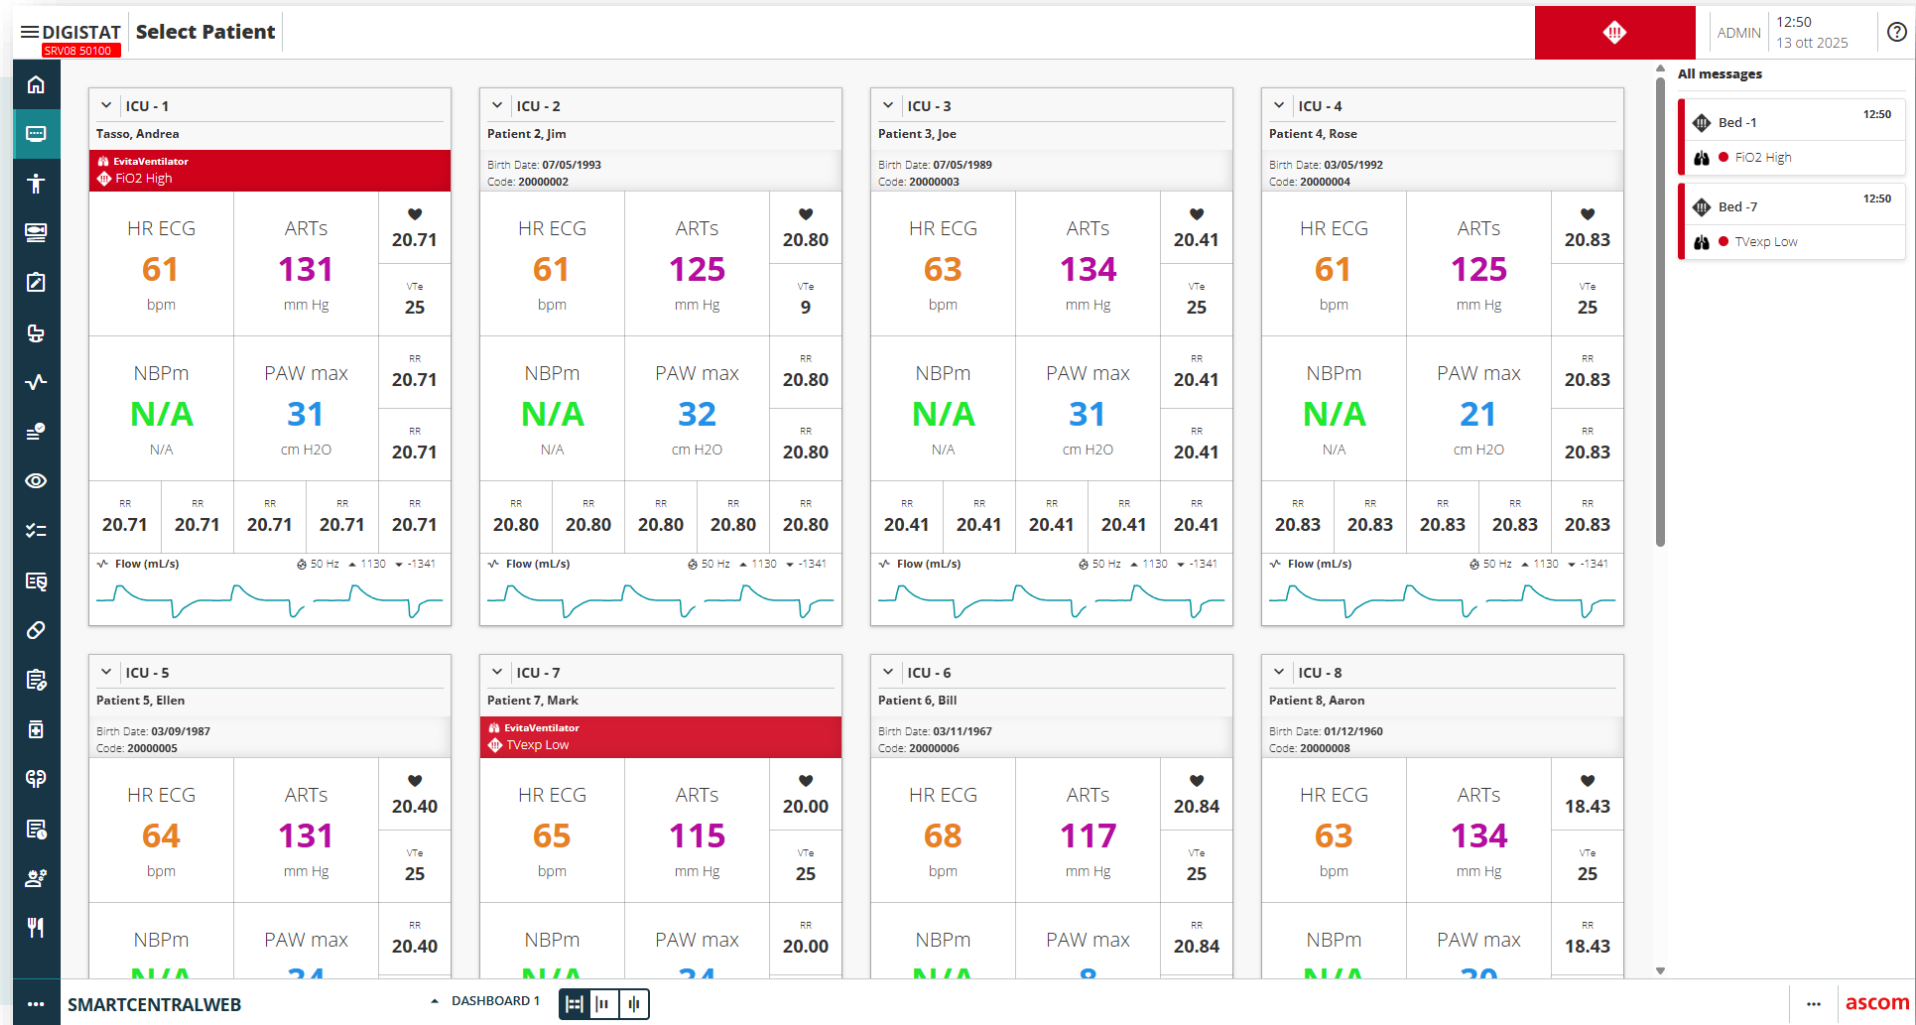 DIGISTAT
SRV08 50100
Select Patient
ADMIN
12:50
13 ott 2025
ICU - 1
Tasso, Andrea
EvitaVentilator
FiO2 High
HR ECG
61
bpm
ARTs
131
mm Hg
20.71
VTe
25
NBPm
N/A
N/A
PAW max
31
cm H2O
RR
20.71
RR
20.71
RR RR RR RR RR
20.71 20.71 20.71 20.71 20.71
Flow (mL/s) 50 Hz 1130 -1341
ICU - 2
Patient 2, Jim
Birth Date: 07/05/1993
Code: 20000002
HR ECG
61
bpm
ARTs
125
mm Hg
20.80
VTe
9
NBPm
N/A
N/A
PAW max
32
cm H2O
RR
20.80
RR
20.80
RR RR RR RR RR
20.80 20.80 20.80 20.80 20.80
Flow (mL/s) 50 Hz 1130 -1341
ICU - 3
Patient 3, Joe
Birth Date: 07/05/1989
Code: 20000003
HR ECG
63
bpm
ARTs
134
mm Hg
20.41
VTe
25
NBPm
N/A
N/A
PAW max
31
cm H2O
RR
20.41
RR
20.41
RR RR RR RR RR
20.41 20.41 20.41 20.41 20.41
Flow (mL/s) 50 Hz 1130 -1341
ICU - 4
Patient 4, Rose
Birth Date: 03/05/1992
Code: 20000004
HR ECG
61
bpm
ARTs
125
mm Hg
20.83
VTe
25
NBPm
N/A
N/A
PAW max
21
cm H2O
RR
20.83
RR
20.83
RR RR RR RR RR
20.83 20.83 20.83 20.83 20.83
Flow (mL/s) 50 Hz 1130 -1341
ICU - 5
Patient 5, Ellen
Birth Date: 03/09/1987
Code: 20000005
HR ECG
64
bpm
ARTs
131
mm Hg
20.40
VTe
25
NBPm
N/A
PAW max
34
RR
20.40
ICU - 7
Patient 7, Mark
EvitaVentilator
TVexp Low
HR ECG
65
bpm
ARTs
115
mm Hg
20.00
VTe
25
NBPm
N/A
PAW max
34
RR
20.00
ICU - 6
Patient 6, Bill
Birth Date: 03/11/1967
Code: 20000006
HR ECG
68
bpm
ARTs
117
mm Hg
20.84
VTe
25
NBPm
N/A
PAW max
RR
20.84
ICU - 8
Patient 8, Aaron
Birth Date: 01/12/1960
Code: 20000008
HR ECG
63
bpm
ARTs
134
mm Hg
18.43
VTe
25
NBPm
N/A
PAW max
RR
18.43
All messages
Bed -1 12:50
FiO2 High
Bed -7 12:50
TVexp Low
SMARTCENTRALWEB
DASHBOARD 1
ascom